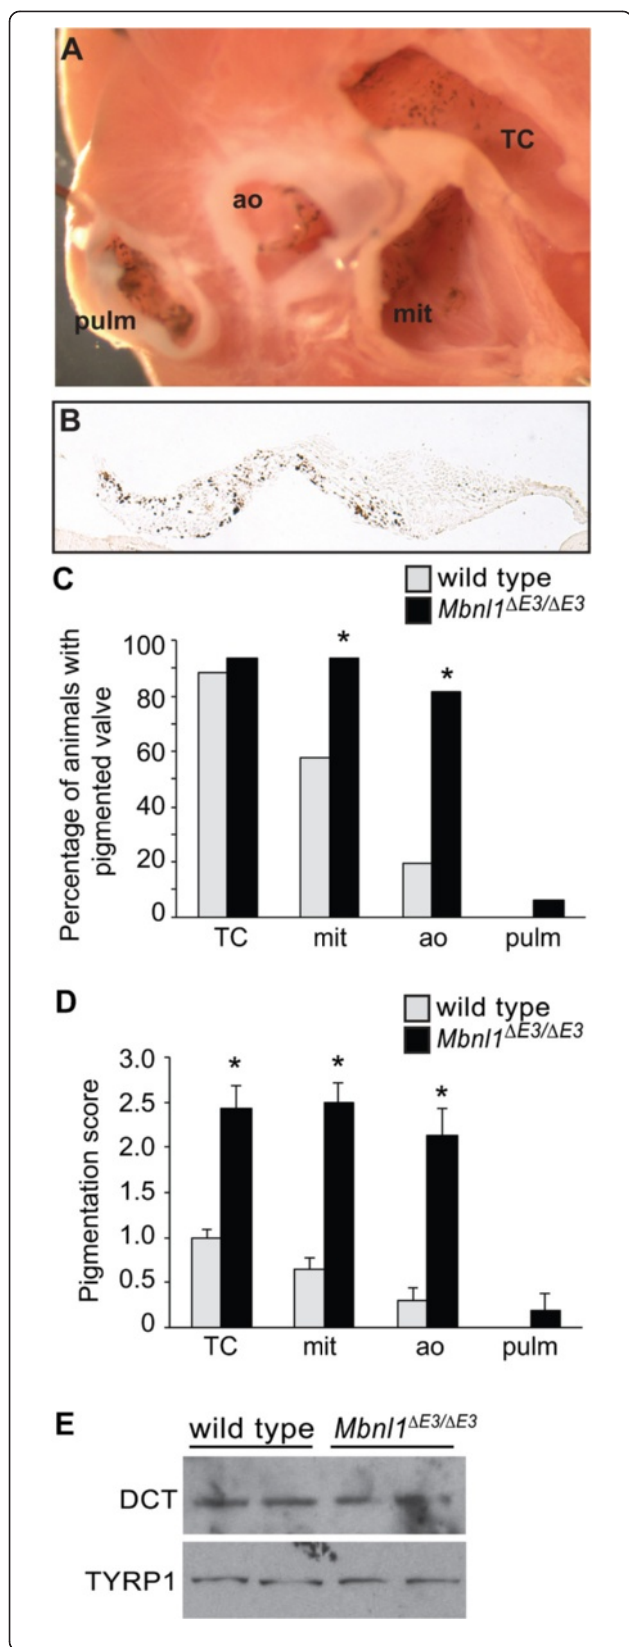 A
TC
ao
mit
pulm
B
C
wild type
Mbnl1ΔE3/ΔE3
Percentage of animals with
pigmented valve
100
80
60
40
20
0
*
*
TC mit ao pulm
D
wild type
Mbnl1ΔE3/ΔE3
Pigmentation score
3.0
2.5
2.0
1.5
1.0
0.5
0
*
*
*
TC mit ao pulm
E
wild type Mbnl1ΔE3/ΔE3
DCT
TYRP1